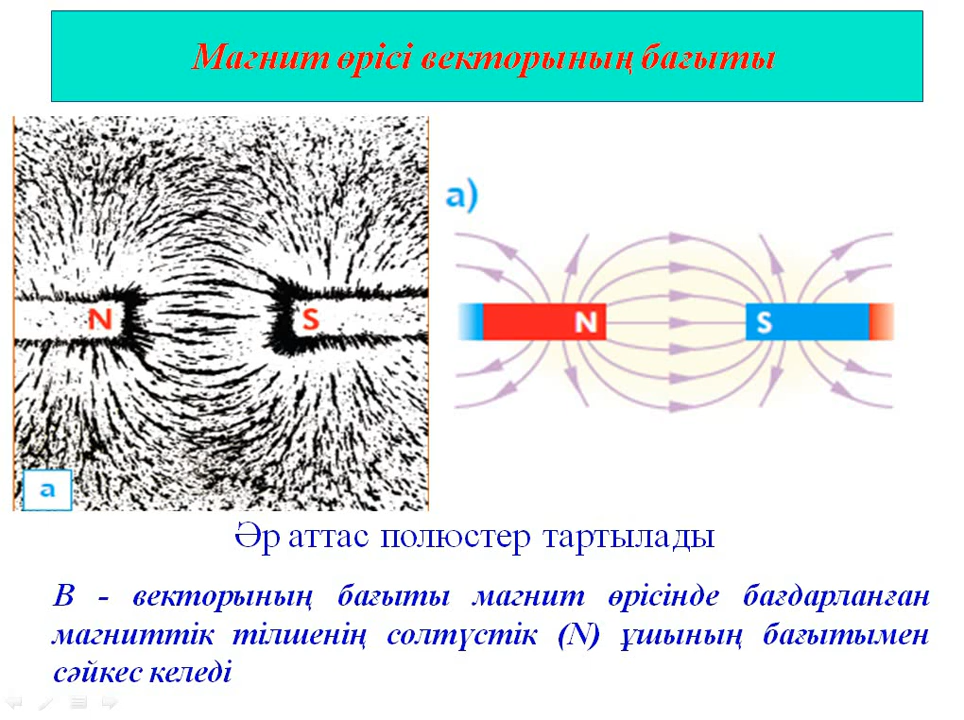 Магнит өрісі векторының бағыты
а)
N
S
N
S
а
Әр аттас полюстер тартылады
В - векторының бағыты магнит өрісінде бағдарланған
магниттік тілшенің солтүстік (N) ұшының бағытымен
сәйкес келеді